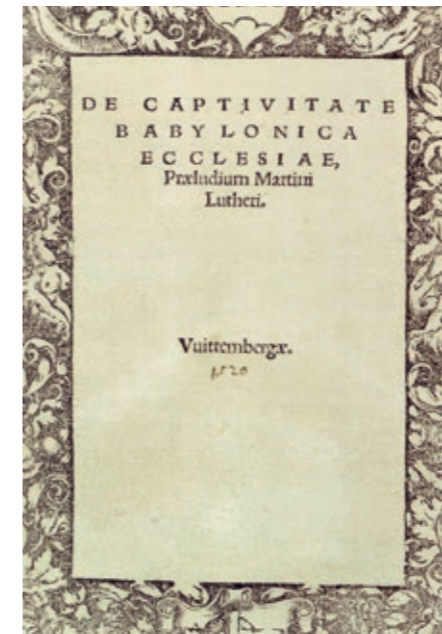 DE CAPTIVITATE
BABYLONICA
ECCLESIAE,
Præludium Martini
Lutheri.
Vuittembergæ.
1520